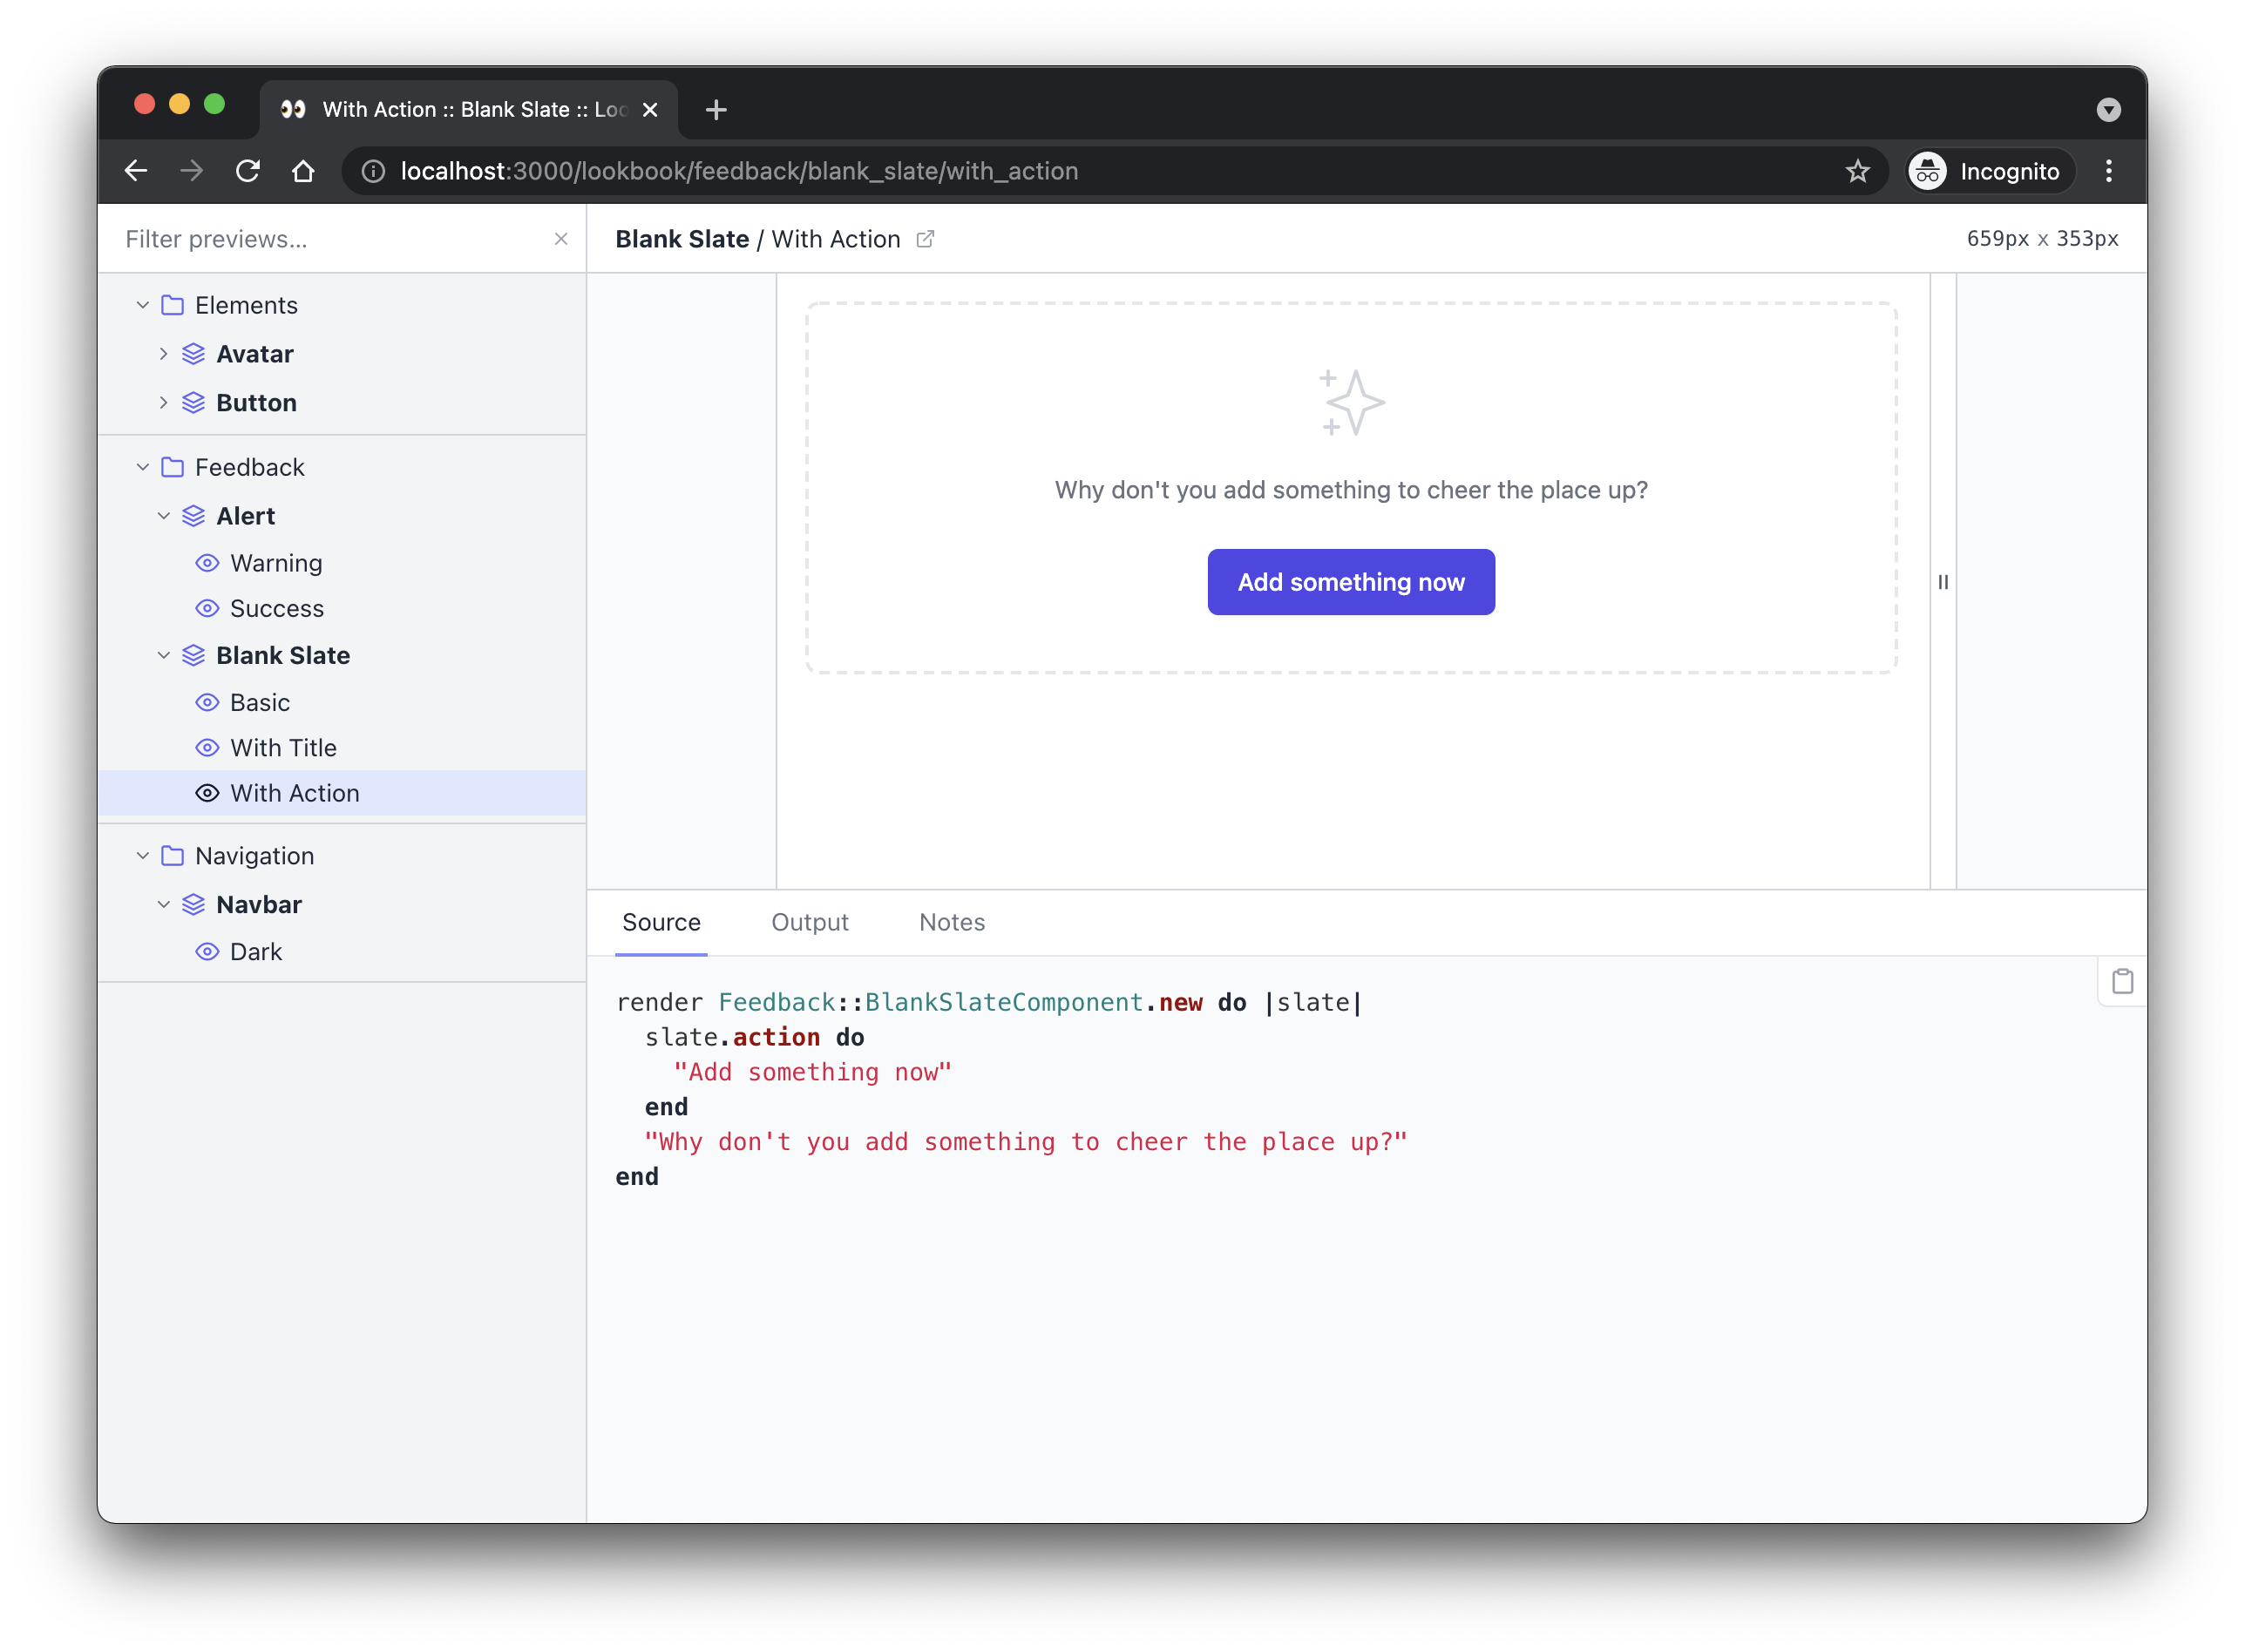 With Action :: Blank Slate :: Loo
localhost:3000/lookbook/feedback/blank_slate/with_action
Incognito
Filter previews...
Blank Slate / With Action
659px x 353px
Elements
Avatar
Button
Feedback
Alert
Warning
Success
Blank Slate
Basic
With Title
With Action
Navigation
Navbar
Dark
Why don't you add something to cheer the place up?
Add something now
Source Output Notes
render Feedback::BlankSlateComponent.new do |slate|
  slate.action do
    "Add something now"
  end
  "Why don't you add something to cheer the place up?"
end